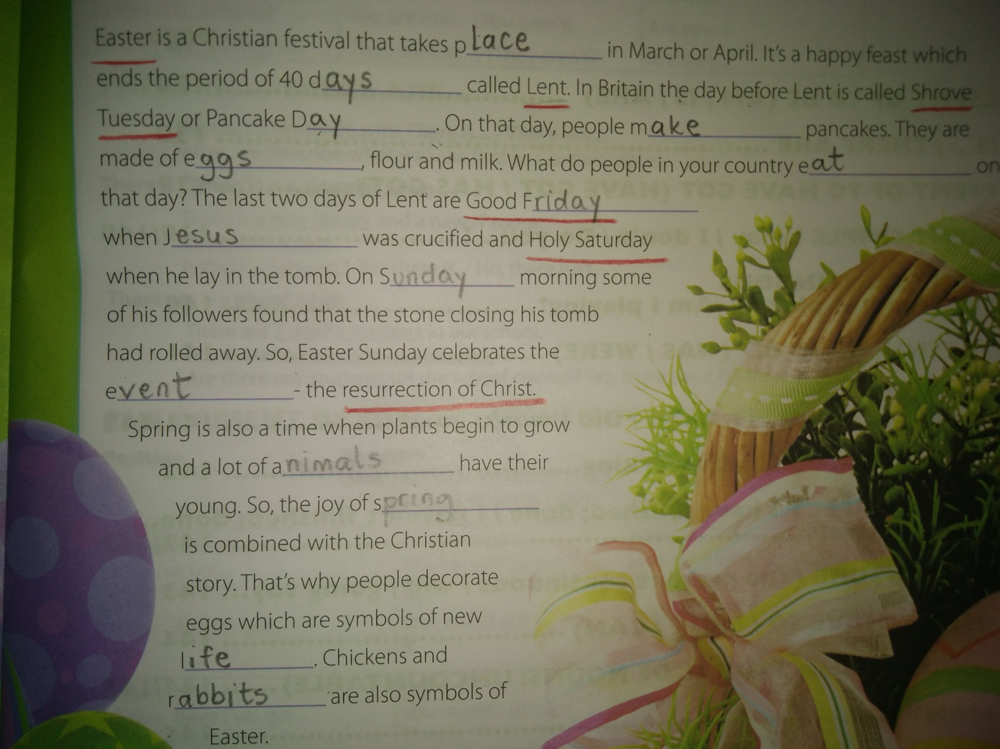 Easter is a Christian festival that takes place in March or April. It's a happy feast which
ends the period of 40 days called Lent. In Britain the day before Lent is called Shrove
Tuesday or Pancake Day. On that day, people make pancakes. They are
made of eggs, flour and milk. What do people in your country eat on
that day? The last two days of Lent are Good Friday
when Jesus was crucified and Holy Saturday
when he lay in the tomb. On Sunday morning some
of his followers found that the stone closing his tomb
had rolled away. So, Easter Sunday celebrates the
event - the resurrection of Christ.
Spring is also a time when plants begin to grow
and a lot of animals have their
young. So, the joy of spring
is combined with the Christian
story. That's why people decorate
eggs which are symbols of new
life. Chickens and
rabbits are also symbols of
Easter.